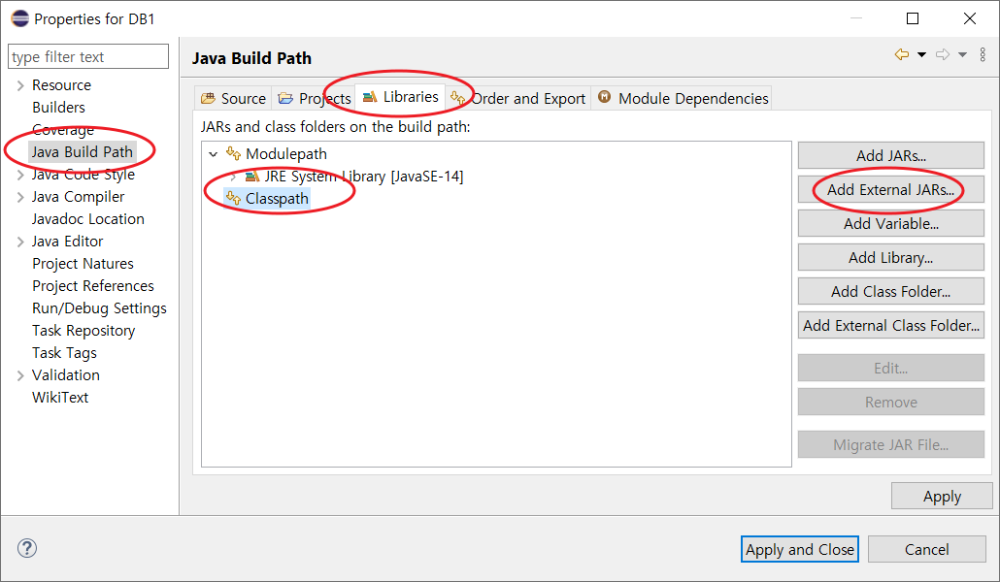 Properties for DB1
type filter text
Resource
Builders
Coverage
Java Build Path
Java Code Style
Java Compiler
Javadoc Location
Java Editor
Project Natures
Project References
Run/Debug Settings
Task Repository
Task Tags
Validation
WikiText
Java Build Path
Source Projects Libraries Order and Export Module Dependencies
JARs and class folders on the build path:
Modulepath
JRE System Library [JavaSE-14]
Classpath
Add JARs...
Add External JARs...
Add Variable...
Add Library...
Add Class Folder...
Add External Class Folder...
Edit...
Remove
Migrate JAR File...
Apply
Apply and Close Cancel